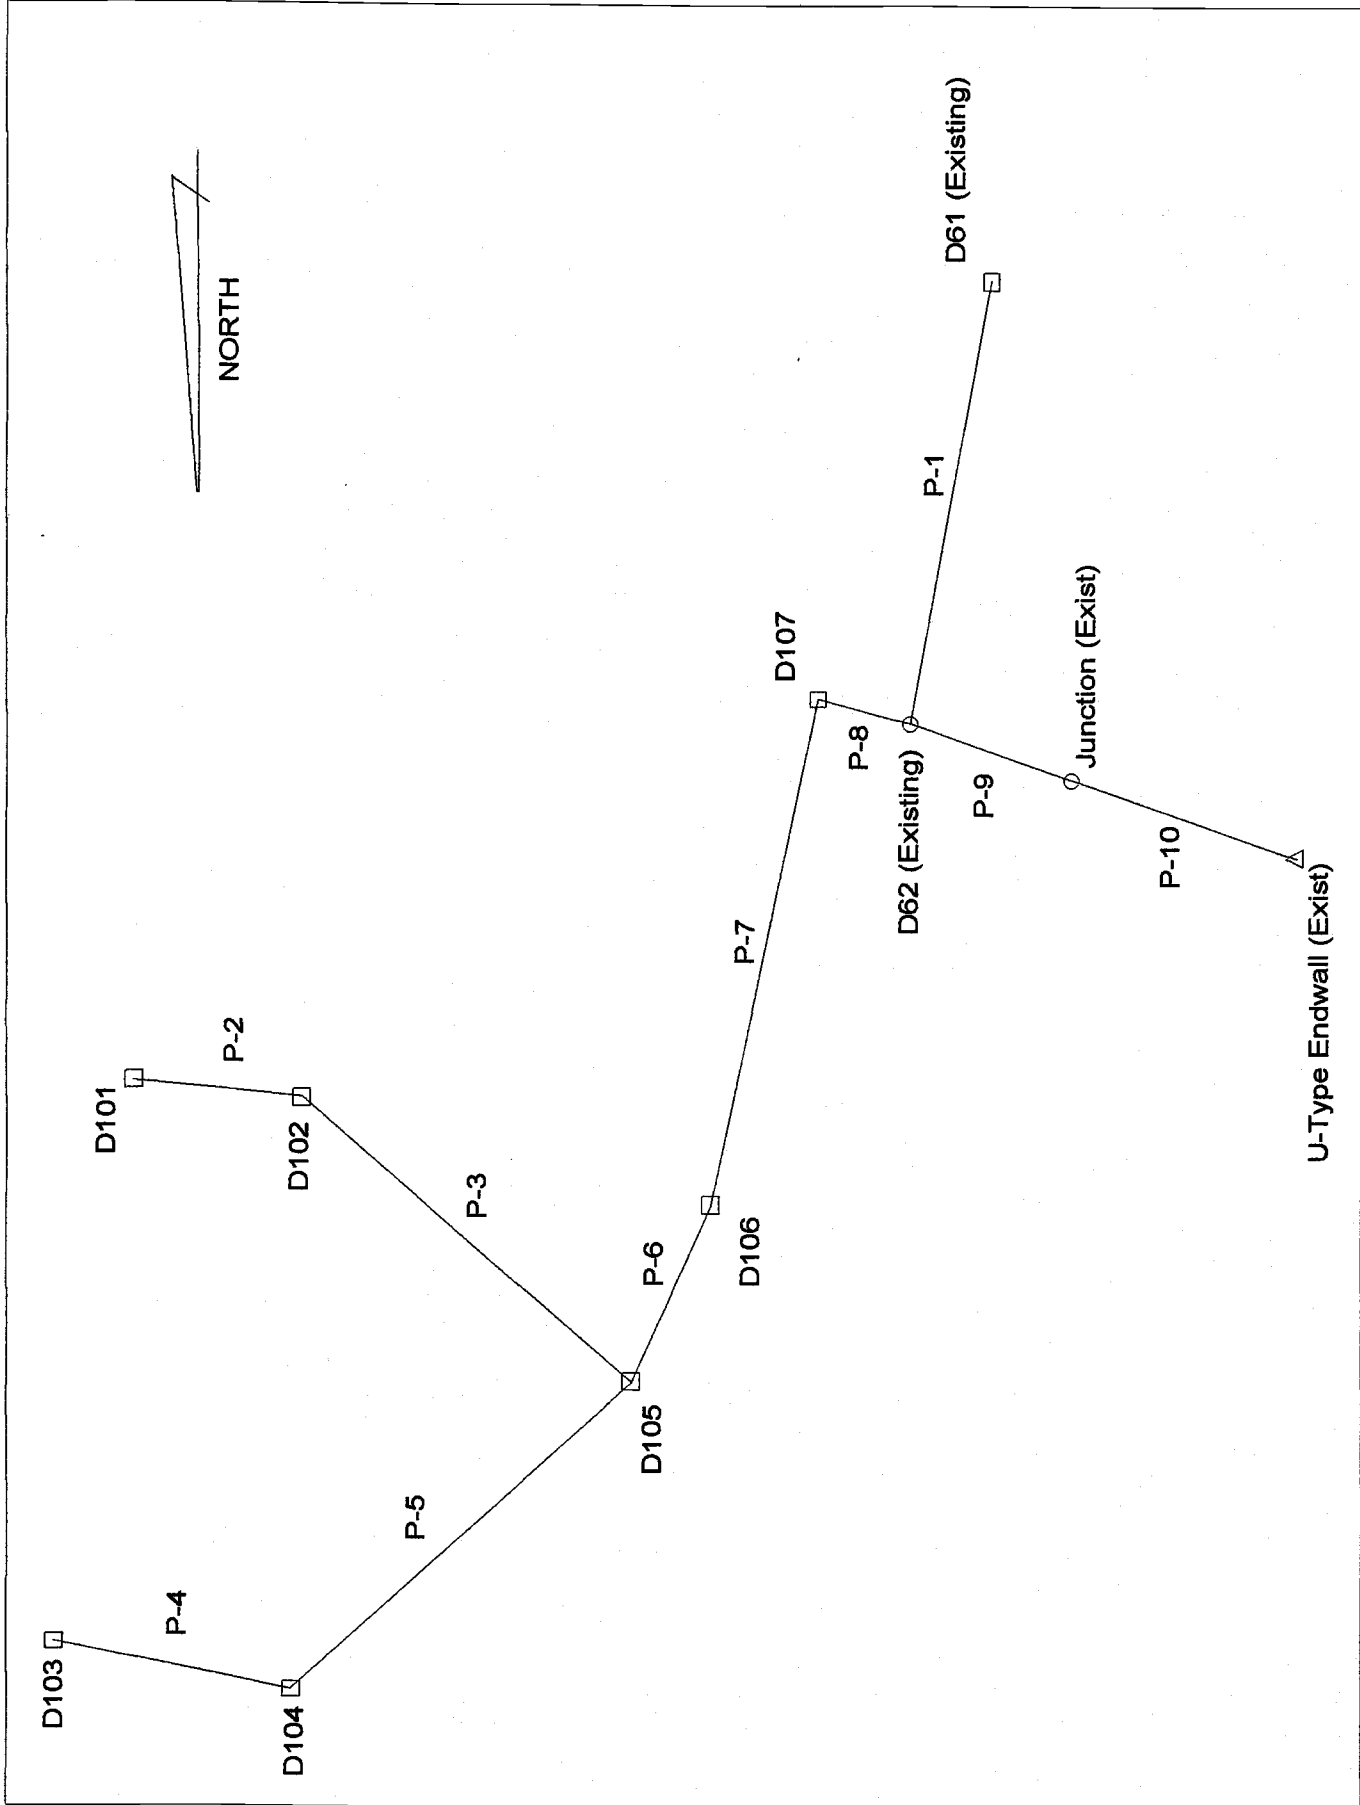 D103
P-4
D104
P-5
D101
P-2
D102
P-3
D105
P-6
D106
P-7
D107
P-8
D62 (Existing)
P-9
P-1
D61 (Existing)
Junction (Exist)
P-10
U-Type Endwall (Exist)
NORTH